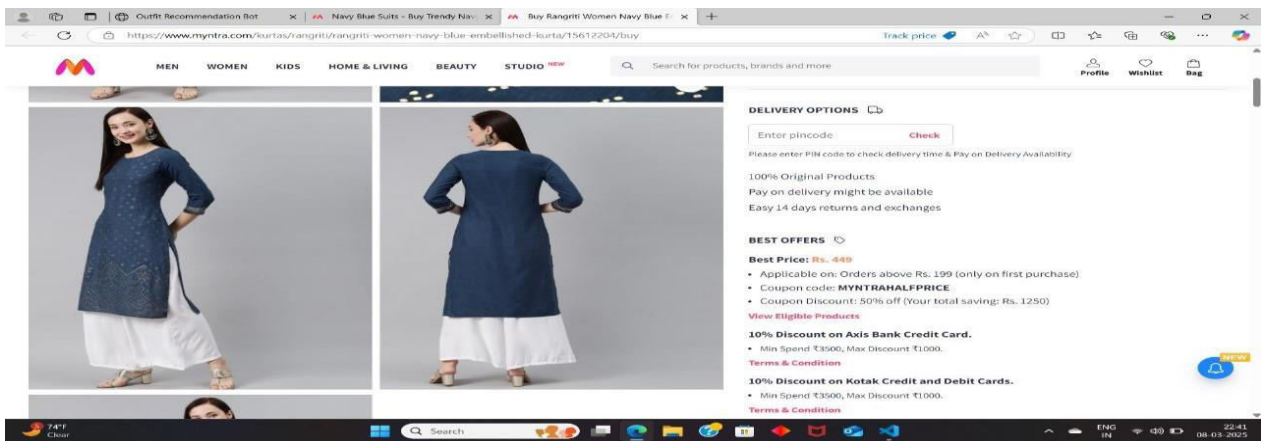 Outfit Recommendation Bot
Navy Blue Suits - Buy Trendy Nav
Buy Rangriti Women Navy Blue E
https://www.myntra.com/kurtas/rangriti/rangriti-women-navy-blue-embellished-kurta/15612204/buy
Track price
MEN WOMEN KIDS HOME & LIVING BEAUTY STUDIO NEW
Search for products, brands and more
Profile Wishlist Bag
DELIVERY OPTIONS
Enter pincode Check
Please enter PIN code to check delivery time & Pay on Delivery Availability
100% Original Products
Pay on delivery might be available
Easy 14 days returns and exchanges
BEST OFFERS
Best Price: Rs. 449
• Applicable on: Orders above Rs. 199 (only on first purchase)
• Coupon code: MYNTRAHALFPRICE
• Coupon Discount: 50% off (Your total saving: Rs. 1250)
View Eligible Products
10% Discount on Axis Bank Credit Card.
• Min Spend ₹3500, Max Discount ₹1000.
Terms & Condition
10% Discount on Kotak Credit and Debit Cards.
• Min Spend ₹3500, Max Discount ₹1000.
Terms & Condition
NEW
74°F
Clear
Search
ENG
IN
22:41
08-03-2025